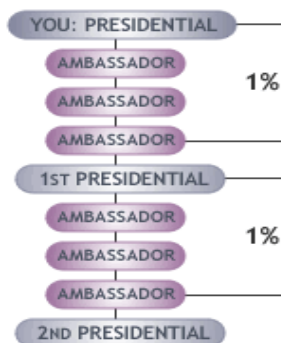 YOU: PRESIDENTIAL
AMBASSADOR
1%
AMBASSADOR
AMBASSADOR
1ST PRESIDENTIAL
AMBASSADOR
1%
AMBASSADOR
AMBASSADOR
2ND PRESIDENTIAL